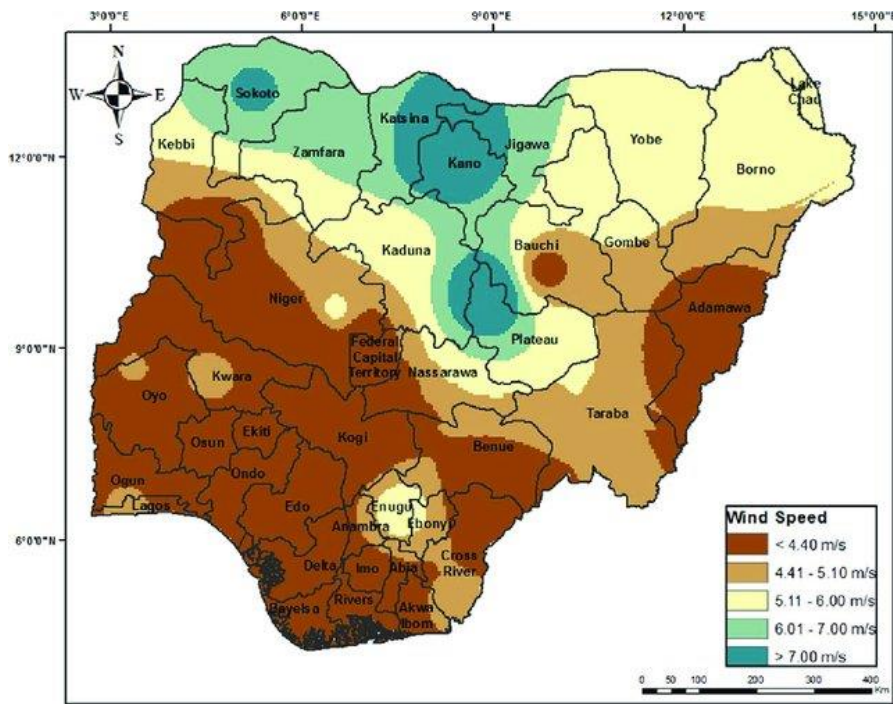 3°0'0"E 6°0'0"E 9°0'0"E 12°0'0"E 15°0'0"E
N
W E
S
Sokoto
Katsina
Lake
Chad
Kebbi
Zamfara
Kano
Jigawa
Yobe
12°0'0"N
Borno
Kaduna
Bauchi
Gombe
Niger
Adamawa
Federal
Capital
Territory
Plateau
9°0'0"N
Nassarawa
Kwara
Oyo
Taraba
Osun
Ekiti
Kogi
Benue
Ondo
Ogun
Lagos
Edo
Enugu
Anambra
Ebonyi
6°0'0"N
Delta
Imo
Abia
Cross
River
Bayelsa
Rivers
Akwa
Ibom
Wind Speed
< 4.40 m/s
4.41 - 5.10 m/s
5.11 - 6.00 m/s
6.01 - 7.00 m/s
> 7.00 m/s
0 25 50 100 200 300 400
Km